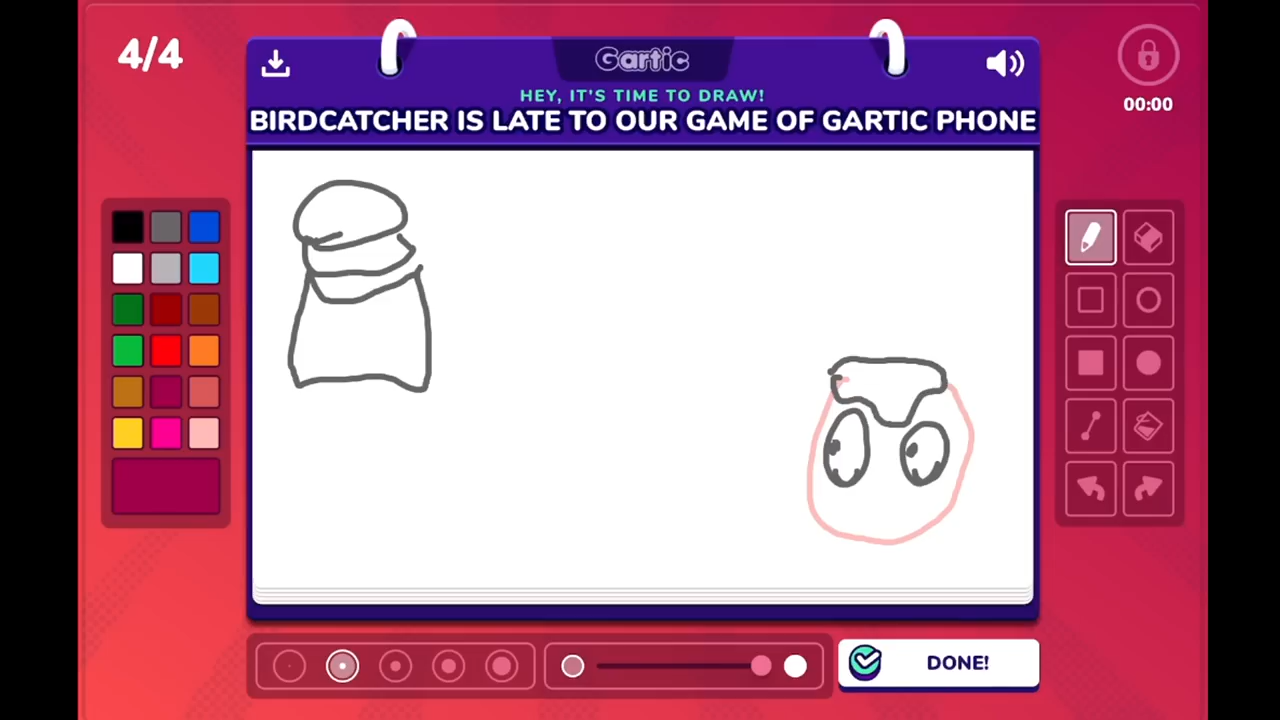 4/4
Gartic
HEY, IT'S TIME TO DRAW!
BIRDCATCHER IS LATE TO OUR GAME OF GARTIC PHONE
00:00
DONE!